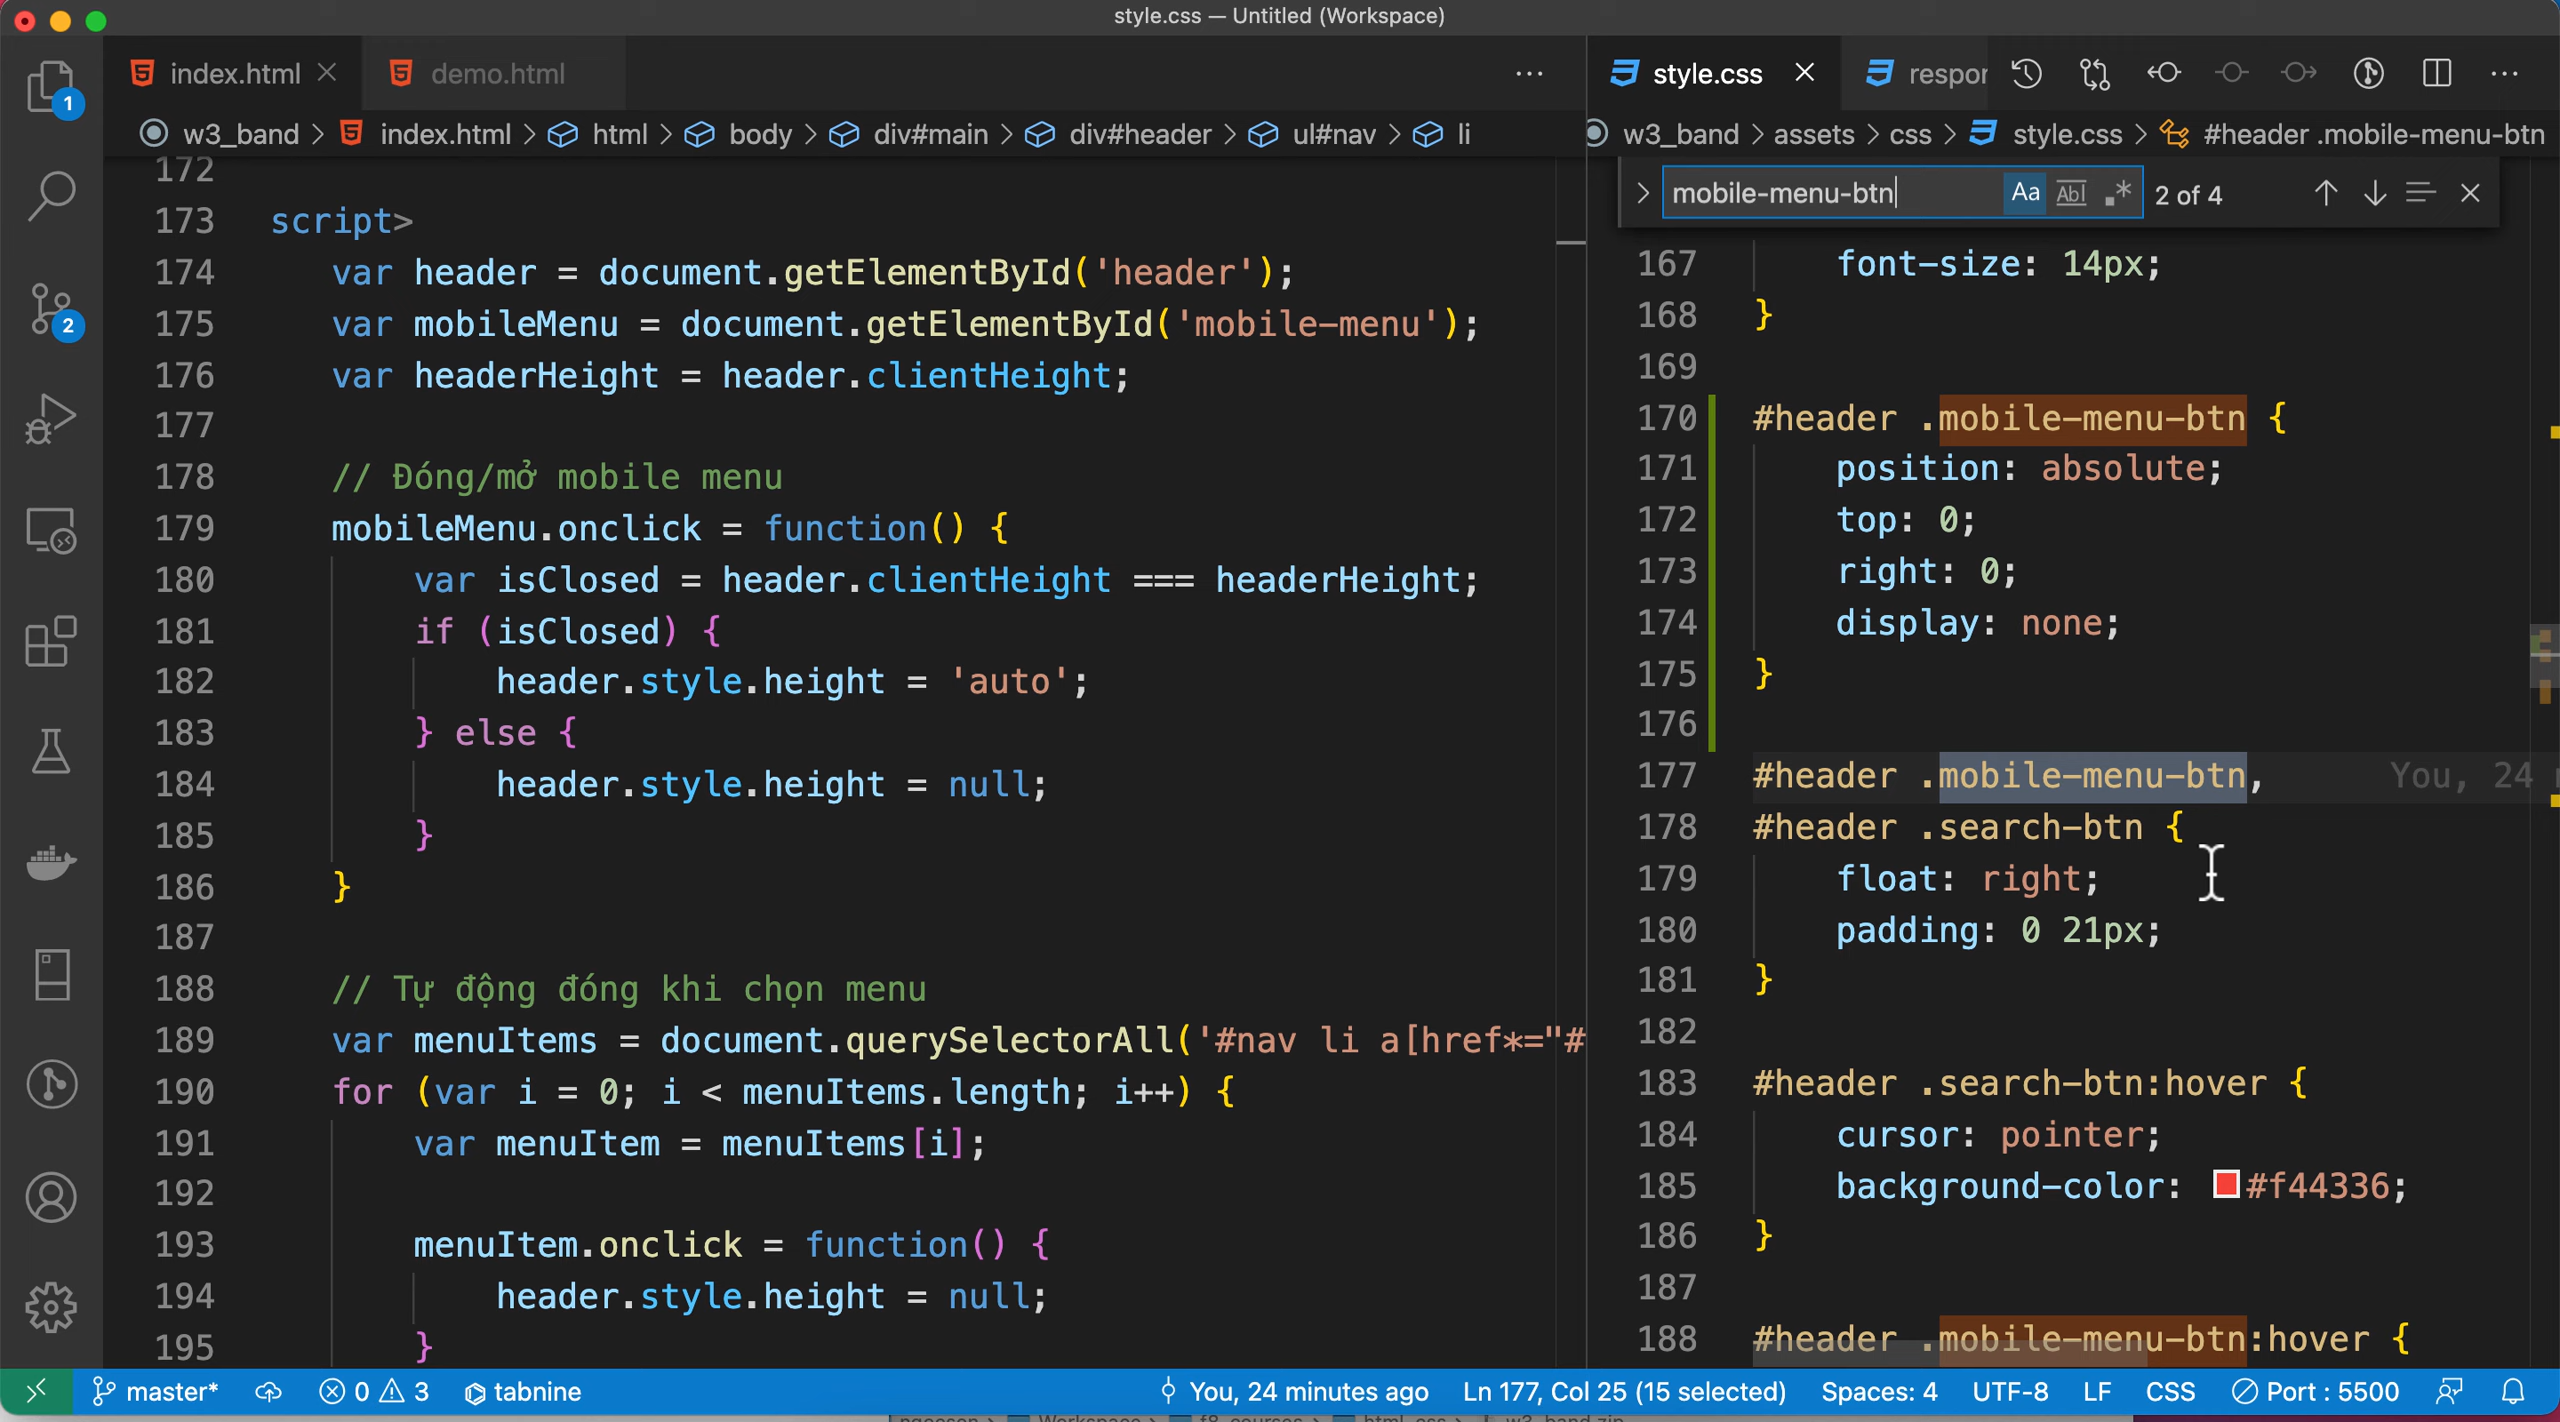 style.css — Untitled (Workspace)
index.html
demo.html
style.css
respon
w3_band > index.html > html > body > div#main > div#header > ul#nav > li
w3_band > assets > css > style.css > #header .mobile-menu-btn
mobile-menu-btn
Aa
Abl
.*
2 of 4
1
2
172
173 script>
174 var header = document.getElementById('header');
175 var mobileMenu = document.getElementById('mobile-menu');
176 var headerHeight = header.clientHeight;
177
178 // Đóng/mở mobile menu
179 mobileMenu.onclick = function() {
180 var isClosed = header.clientHeight === headerHeight;
181 if (isClosed) {
182 header.style.height = 'auto';
183 } else {
184 header.style.height = null;
185 }
186 }
187
188 // Tự động đóng khi chọn menu
189 var menuItems = document.querySelectorAll('#nav li a[href*="#
190 for (var i = 0; i < menuItems.length; i++) {
191 var menuItem = menuItems[i];
192
193 menuItem.onclick = function() {
194 header.style.height = null;
195 }
167 font-size: 14px;
168 }
169
170 #header .mobile-menu-btn {
171 position: absolute;
172 top: 0;
173 right: 0;
174 display: none;
175 }
176
177 #header .mobile-menu-btn, You, 24
178 #header .search-btn {
179 float: right;
180 padding: 0 21px;
181 }
182
183 #header .search-btn:hover {
184 cursor: pointer;
185 background-color: #f44336;
186 }
187
188 #header .mobile-menu-btn:hover {
master* 0 3 tabnine You, 24 minutes ago Ln 177, Col 25 (15 selected) Spaces: 4 UTF-8 LF CSS Port : 5500